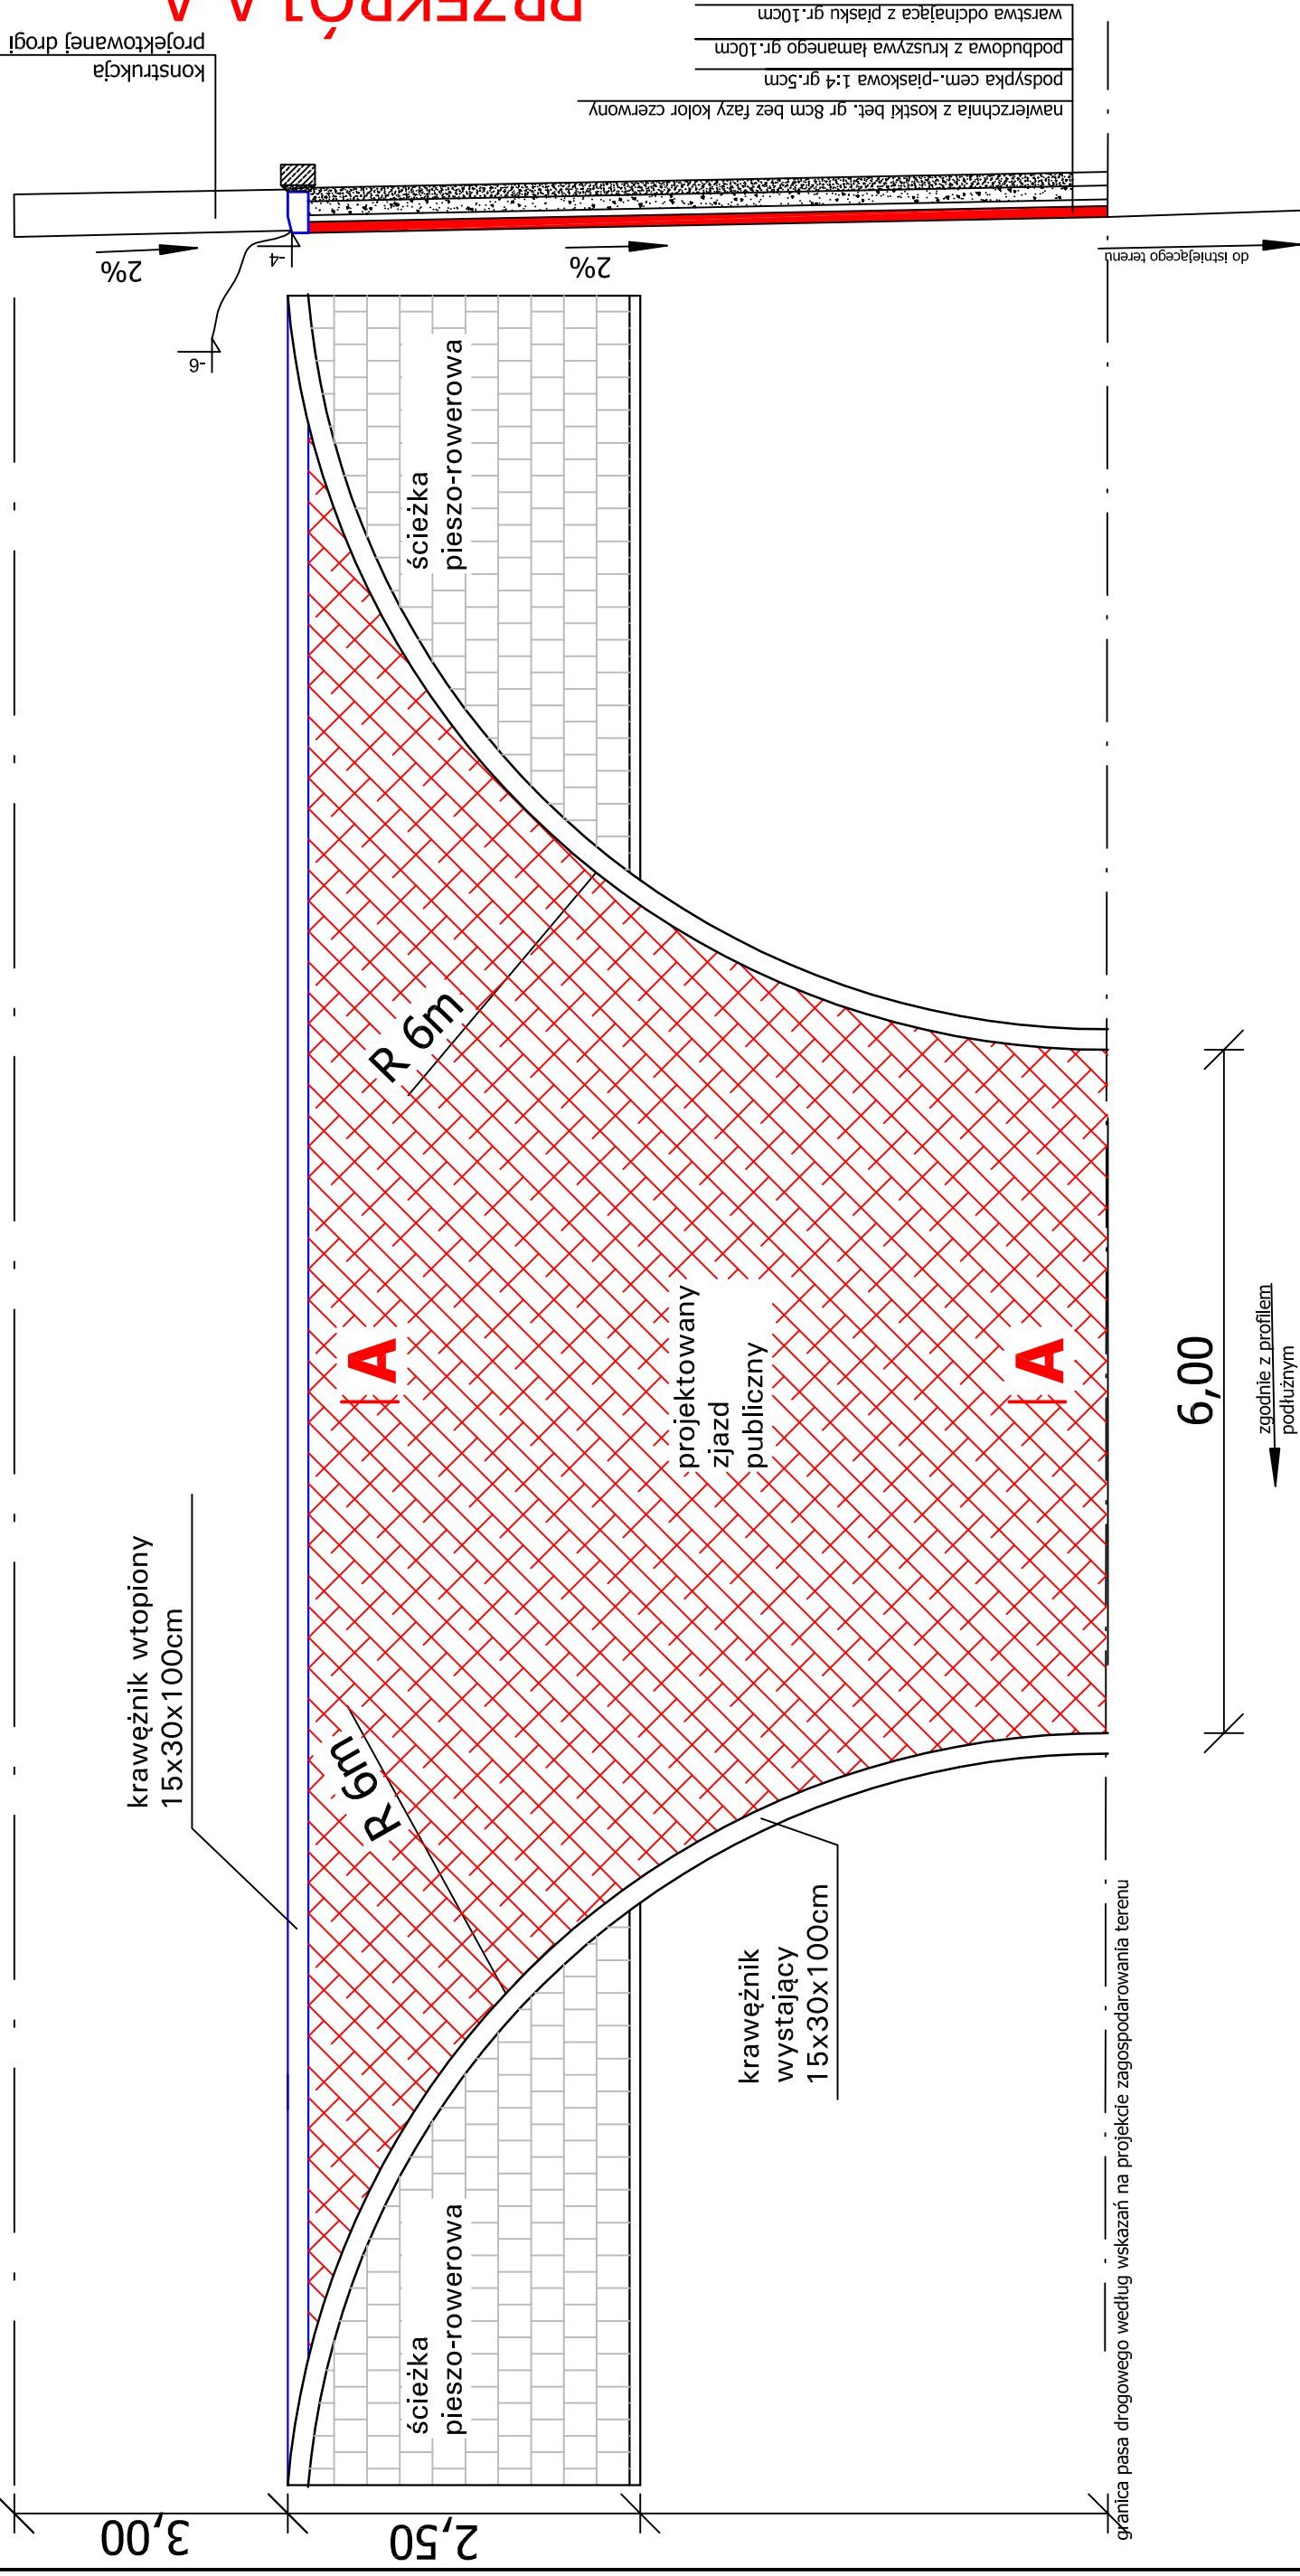 PRZEKRÓJ A-A
konstrukcja
projektowanej drogi
nawierzchnia z kostki bet. gr 8cm bez fazy kolor czerwony
podsypka cem.-piaskowa 1:4 gr.5cm
podbudowa z kruszywa łamanego gr.10cm
warstwa odcinająca z piasku gr.10cm
2%
-4
2%
-6
do istniejącego terenu
ścieżka
pieszo-rowerowa
R 6m
A
A
projektowany
zjazd
publiczny
6,00
zgodnie z profilem
podłużnym
krawężnik wtopiony
15x30x100cm
R 6m
krawężnik
wystający
15x30x100cm
ścieżka
pieszo-rowerowa
granica pasa drogowego według wskazań na projekcie zagospodarowania terenu
3,00
2,50